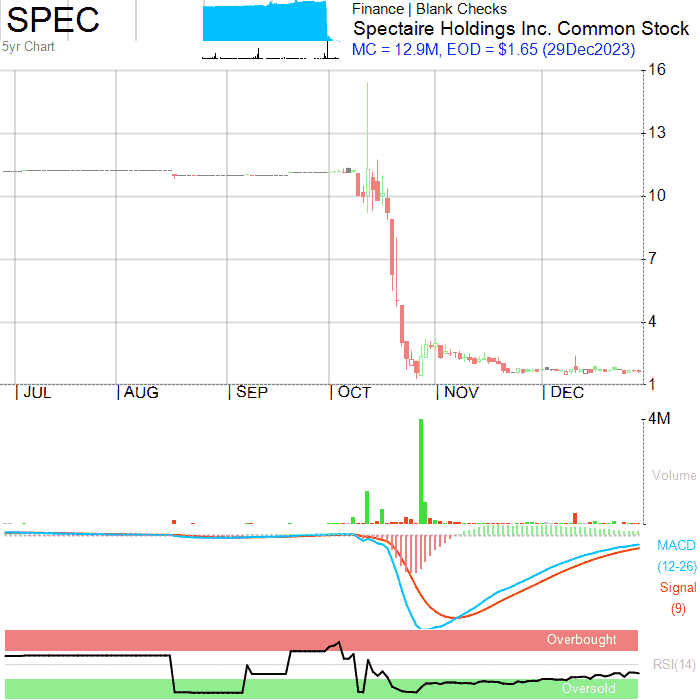 SPEC
5yr Chart
Finance | Blank Checks
Spectaire Holdings Inc. Common Stock
MC = 12.9M, EOD = $1.65 (29Dec2023)
16
13
10
7
4
1
JUL AUG SEP OCT NOV DEC
4M
Volume
MACD
(12-26)
Signal
(9)
Overbought
RSI(14)
Oversold